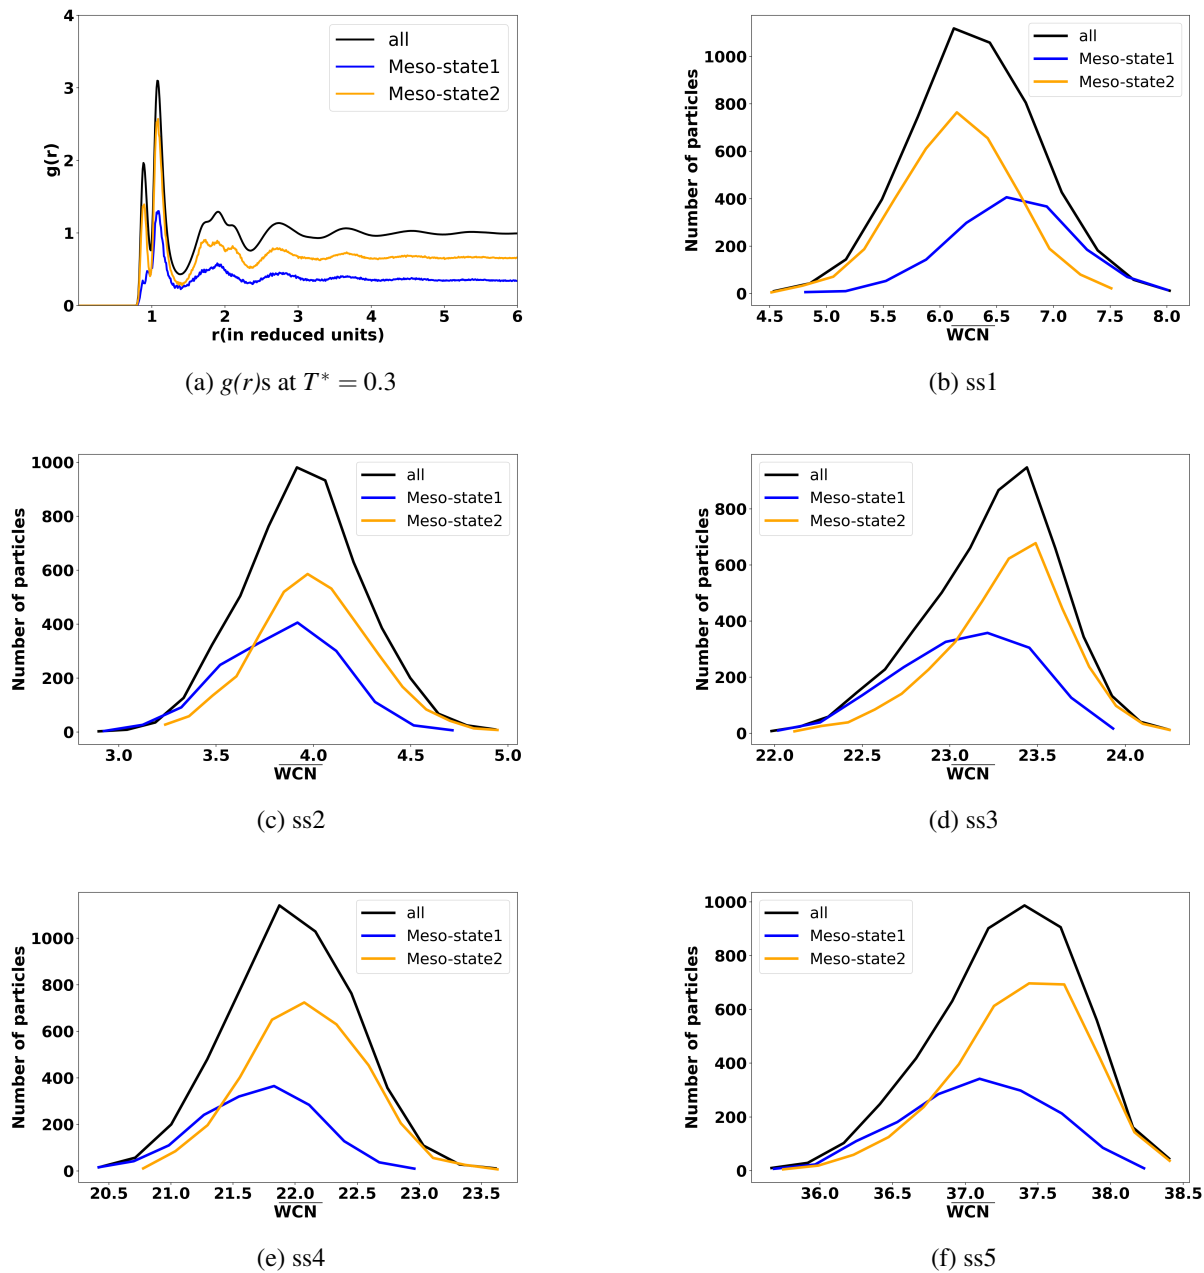 4
3
2
1
0
g(r)
all
Meso-state1
Meso-state2
1 2 3 4 5 6
r(in reduced units)
(a) g(r)s at T* = 0.3
1000
800
600
400
200
0
Number of particles
all
Meso-state1
Meso-state2
4.5 5.0 5.5 6.0 6.5 7.0 7.5 8.0
WCN
(b) ss1
1000
800
600
400
200
0
Number of particles
all
Meso-state1
Meso-state2
3.0 3.5 4.0 4.5 5.0
WCN
(c) ss2
800
600
400
200
0
Number of particles
all
Meso-state1
Meso-state2
22.0 22.5 23.0 23.5 24.0
WCN
(d) ss3
1000
800
600
400
200
0
Number of particles
all
Meso-state1
Meso-state2
20.5 21.0 21.5 22.0 22.5 23.0 23.5
WCN
(e) ss4
1000
800
600
400
200
0
Number of particles
all
Meso-state1
Meso-state2
36.0 36.5 37.0 37.5 38.0 38.5
WCN
(f) ss5